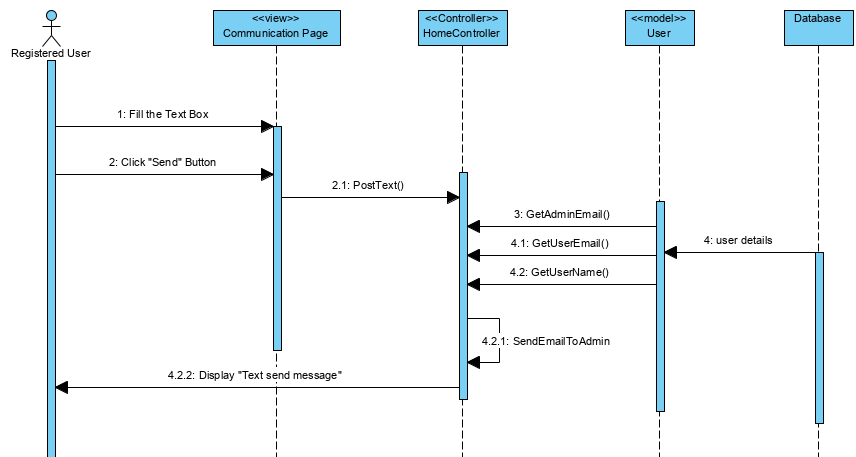 <<view>>
Communication Page
<<Controller>>
HomeController
<<model>>
User
Database
Registered User
1: Fill the Text Box
2: Click "Send" Button
2.1: PostText()
3: GetAdminEmail()
4.1: GetUserEmail()
4: user details
4.2: GetUserName()
4.2.1: SendEmailToAdmin
4.2.2: Display "Text send message"